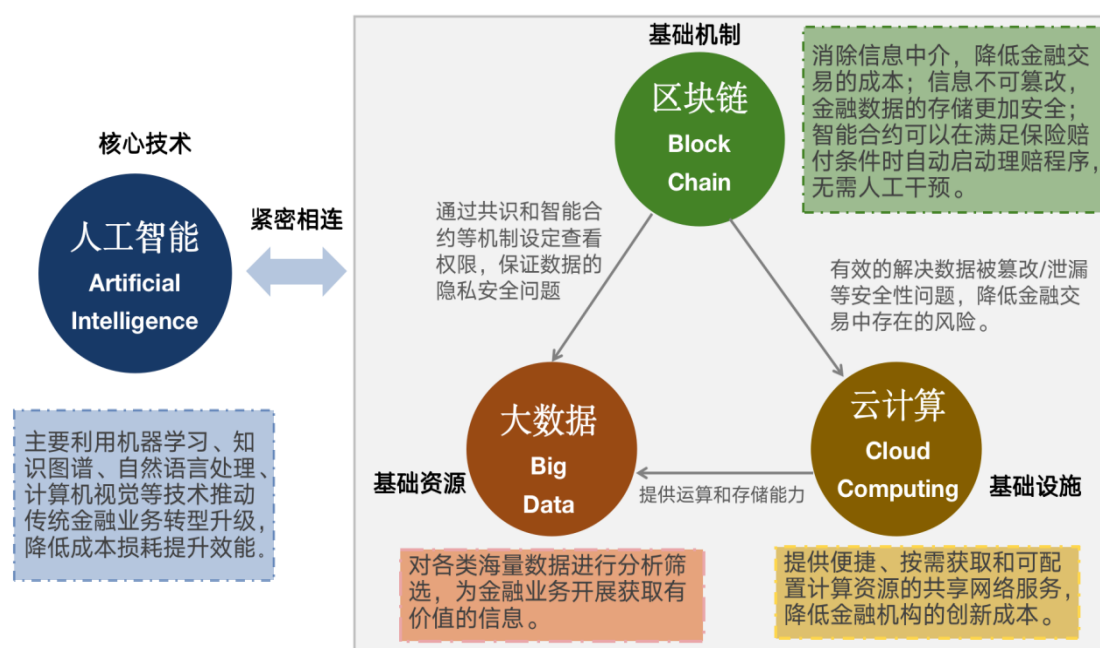 核心技术
人工智能
Artificial
Intelligence
主要利用机器学习、知
识图谱、自然语言处理、
计算机视觉等技术推动
传统金融业务转型升级,
降低成本损耗提升效能.
紧密相连
基础机制
区块链
Block
Chain
消除信息中介，降低金融交
易的成本；信息不可篡改，
金融数据的存储更加安全；
智能合约可以在满足保险赔
付条件时自动启动理赔程序，
无需人工干预。
通过共识和智能合
约等机制设定查看
权限，保证数据的
隐私安全问题
有效的解决数据被篡改/泄漏
等安全性问题，降低金融交
易中存在的风险。
基础资源
大数据
Big
Data
对各类海量数据进行分析筛
选，为金融业务开展获取有
价值的信息。
提供运算和存储能力
云计算
Cloud
Computing
基础设施
提供便捷、按需获取和可配
置计算资源的共享网络服务，
降低金融机构的创新成本。